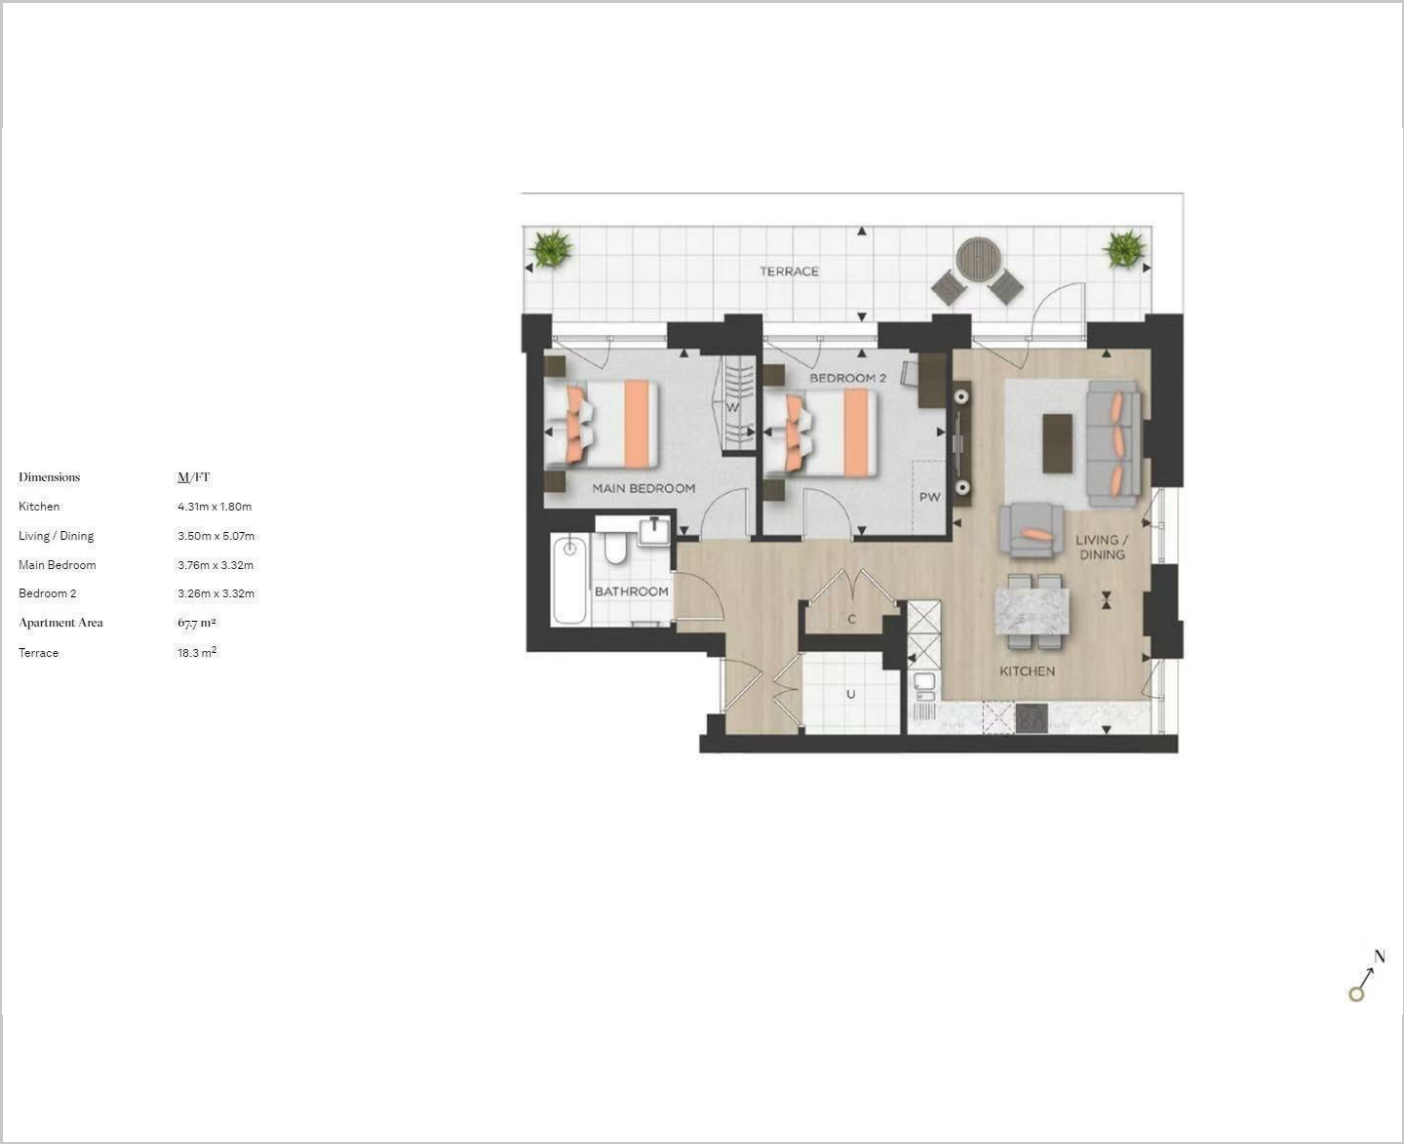 TERRACE
BEDROOM 2
W
MAIN BEDROOM
PW
LIVING /
DINING
BATHROOM
C
KITCHEN
U
Dimensions M/FT
Kitchen 4.31m x 1.80m
Living / Dining 3.50m x 5.07m
Main Bedroom 3.76m x 3.32m
Bedroom 2 3.26m x 3.32m
Apartment Area 67.7 m²
Terrace 18.3 m²
N